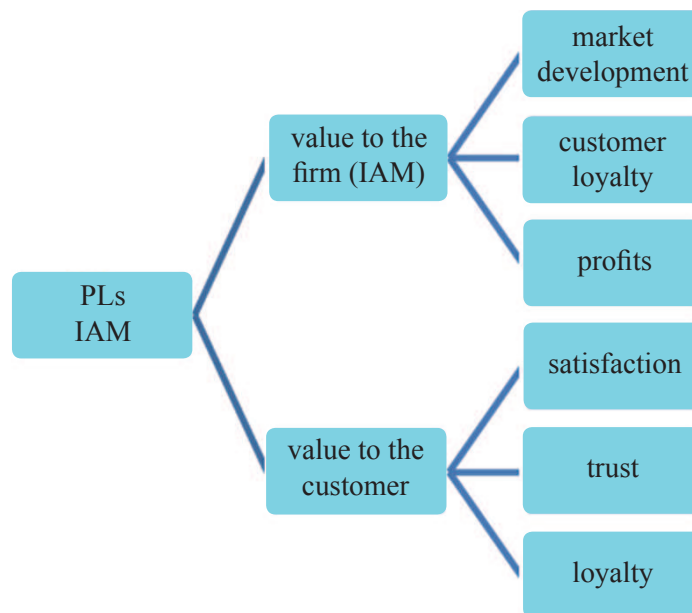 market
development
value to the
firm (IAM)
customer
loyalty
profits
PLs
IAM
satisfaction
value to the
customer
trust
loyalty